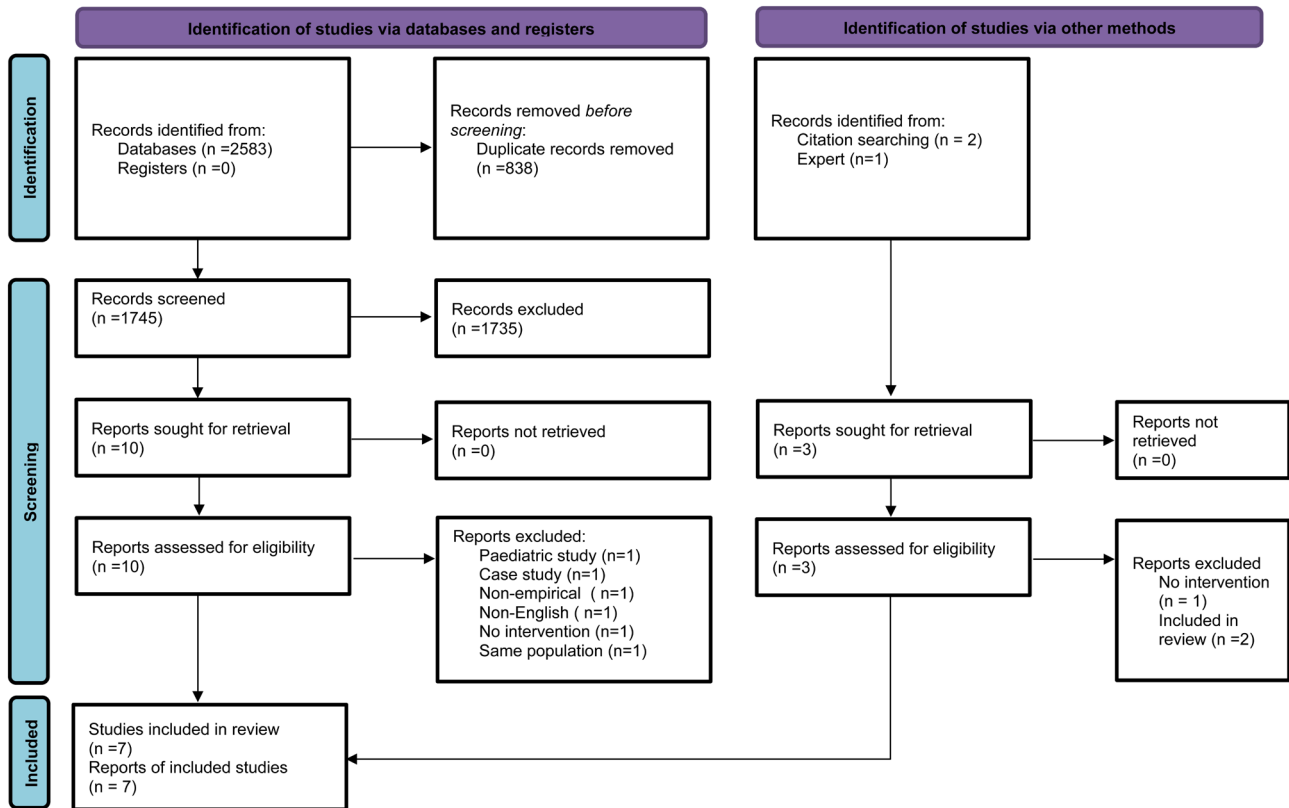 Identification of studies via databases and registers
Identification of studies via other methods
Identification
Records identified from:
Databases (n =2583)
Registers (n =0)
Records removed before
screening:
Duplicate records removed
(n =838)
Records identified from:
Citation searching (n = 2)
Expert (n=1)
Screening
Records screened
(n =1745)
Records excluded
(n =1735)
Reports sought for retrieval
(n =10)
Reports not retrieved
(n =0)
Reports sought for retrieval
(n =3)
Reports not
retrieved
(n =0)
Reports assessed for eligibility
(n =10)
Reports excluded:
Paediatric study (n=1)
Case study (n=1)
Non-empirical ( n=1)
Non-English ( n=1)
No intervention (n=1)
Same population (n=1)
Reports assessed for eligibility
(n =3)
Reports excluded
No intervention
(n = 1)
Included in
review (n =2)
Included
Studies included in review
(n =7)
Reports of included studies
(n = 7)